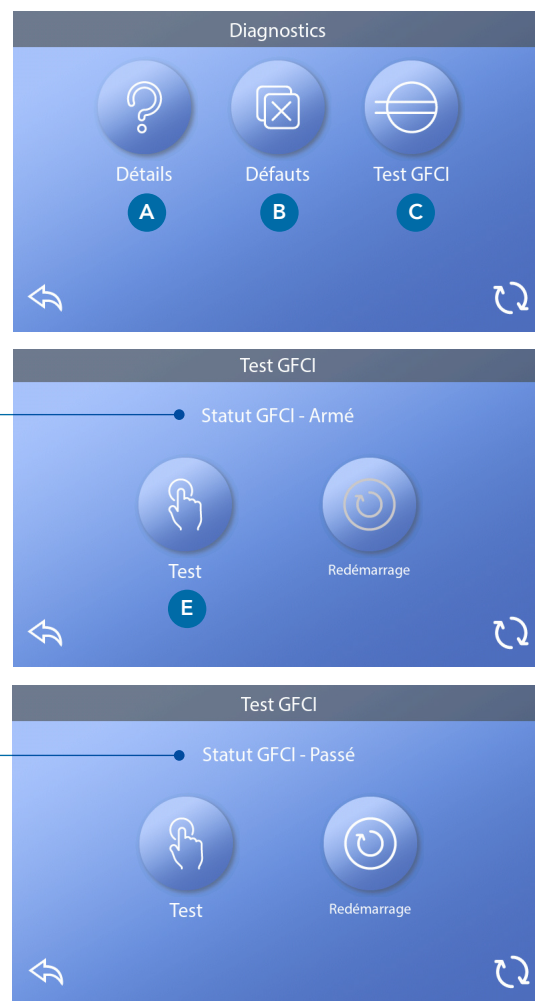 Diagnostics
Détails Défauts Test GFCI
A B C
Test GFCI
Statut GFCI - Armé
Test Redémarrage
E
Test GFCI
Statut GFCI - Passé
Test Redémarrage